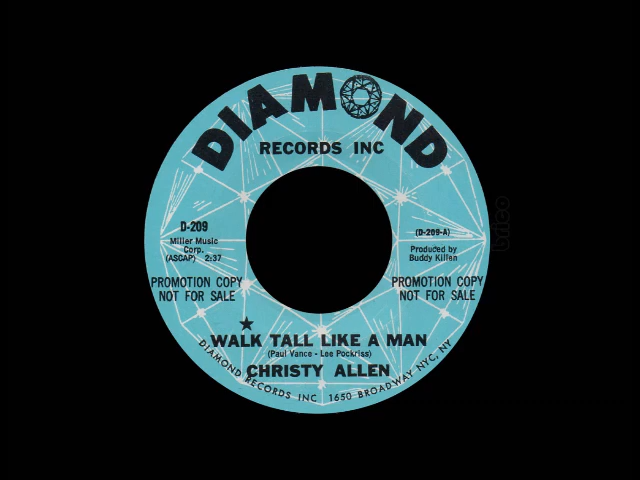 DIAMOND
RECORDS INC
D-209
Miller Music
Corp.
(ASCAP) 2:37
(D-209-A)
Produced by
Buddy Killen
PROMOTION COPY
NOT FOR SALE
PROMOTION COPY
NOT FOR SALE
WALK TALL LIKE A MAN
(Paul Vance - Lee Pockriss)
CHRISTY ALLEN
DIAMOND RECORDS INC 1650 BROADWAY NYC, NY